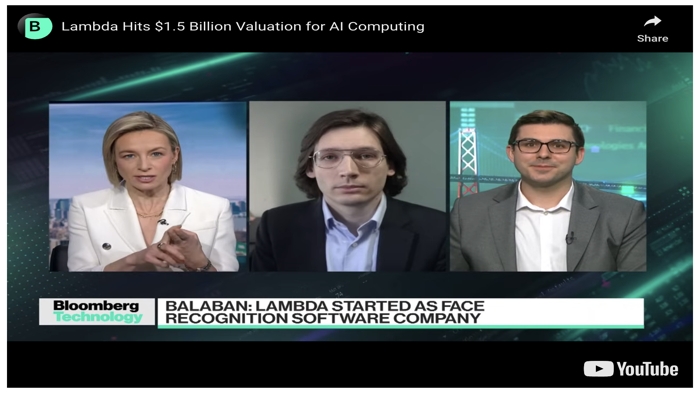 B
Lambda Hits $1.5 Billion Valuation for AI Computing
Share
Bloomberg
Technology
BALABAN: LAMBDA STARTED AS FACE
RECOGNITION SOFTWARE COMPANY
YouTube